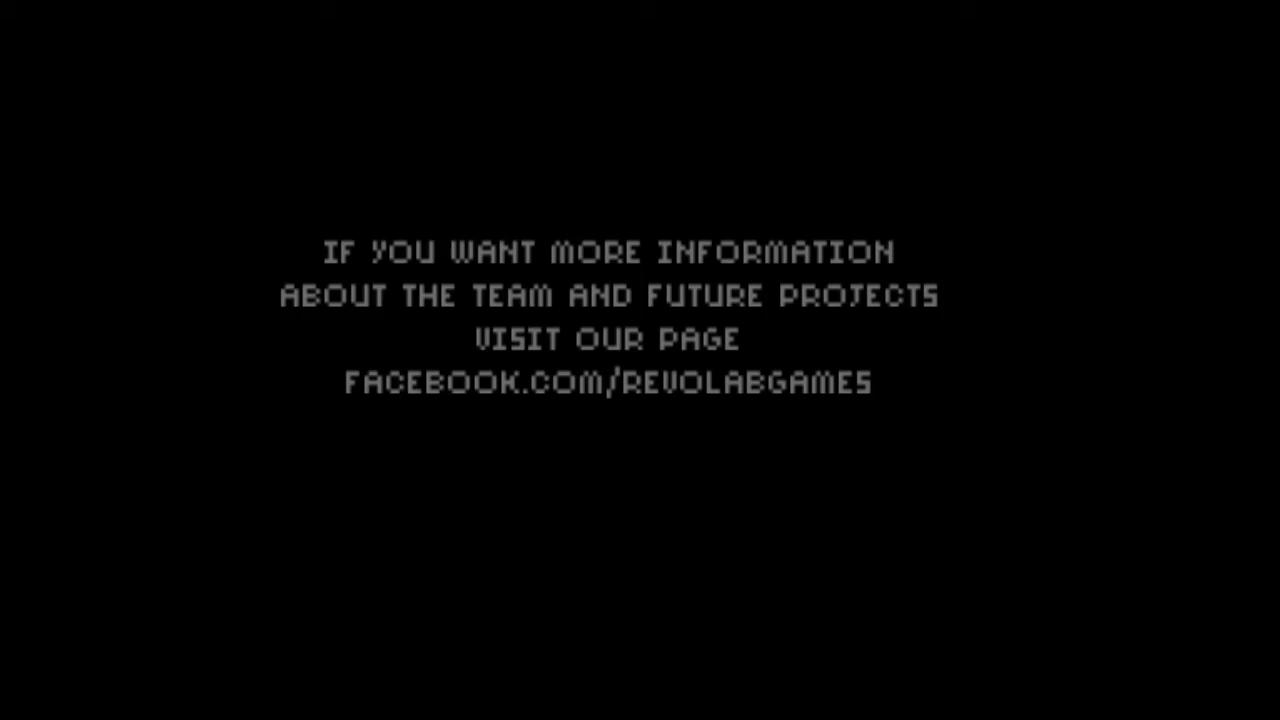 IF YOU WANT MORE INFORMATION
ABOUT THE TEAM AND FUTURE PROJECTS
VISIT OUR PAGE
FACEBOOK.COM/REVOLABGAMES